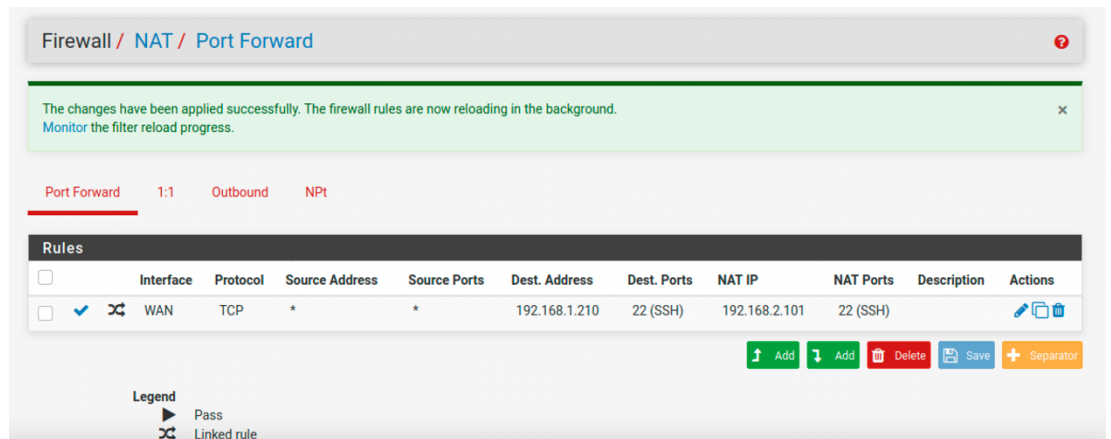 Firewall / NAT / Port Forward
The changes have been applied successfully. The firewall rules are now reloading in the background.
Monitor the filter reload progress.
Port Forward 1:1 Outbound NPt
Rules
Interface Protocol Source Address Source Ports Dest. Address Dest. Ports NAT IP NAT Ports Description Actions
WAN TCP * * 192.168.1.210 22 (SSH) 192.168.2.101 22 (SSH)
Add Add Delete Save Separator
Legend
Pass
Linked rule